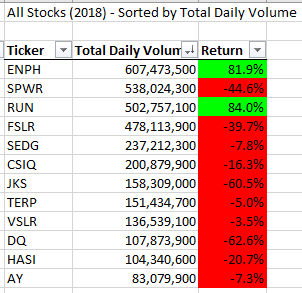 All Stocks (2018) - Sorted by Total Daily Volume
Ticker Total Daily Volum Return
ENPH 607,473,500 81.9%
SPWR 538,024,300 -44.6%
RUN 502,757,100 84.0%
FSLR 478,113,900 -39.7%
SEDG 237,212,300 -7.8%
CSIQ 200,879,900 -16.3%
JKS 158,309,000 -60.5%
TERP 151,434,700 -5.0%
VSLR 136,539,100 -3.5%
DQ 107,873,900 -62.6%
HASI 104,340,600 -20.7%
AY 83,079,900 -7.3%